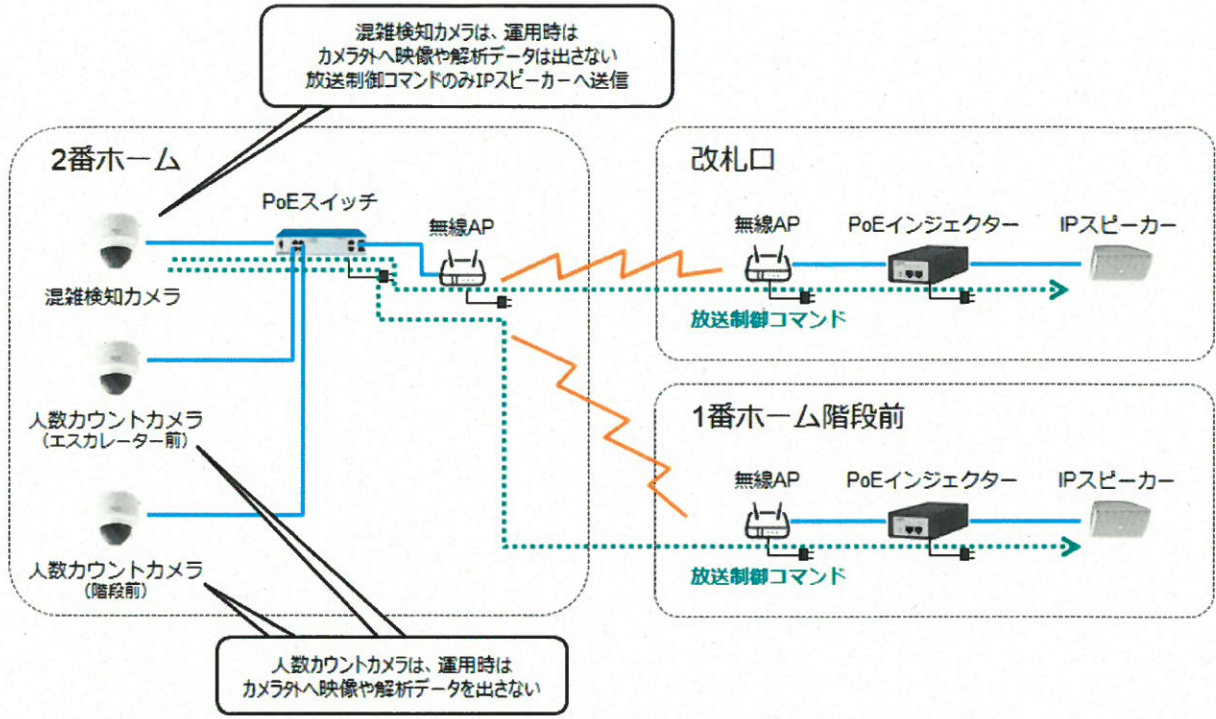 混雑検知カメラは、運用時は
カメラ外へ映像や解析データは出さない
放送制御コマンドのみIPスピーカーへ送信
2番ホーム
PoEスイッチ
無線AP
混雑検知カメラ
人数カウントカメラ
(エスカレーター前)
人数カウントカメラ
(階段前)
人数カウントカメラは、運用時は
カメラ外へ映像や解析データを出さない
改札口
無線AP
PoEインジェクター
IPスピーカー
放送制御コマンド
1番ホーム階段前
無線AP
PoEインジェクター
IPスピーカー
放送制御コマンド